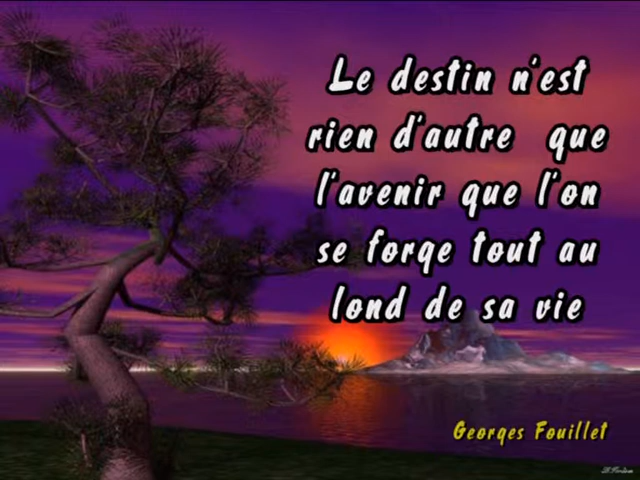 Le destin n'est
rien d'autre que
l'avenir que l'on
se forge tout au
lond de sa vie
Georges Fouillet